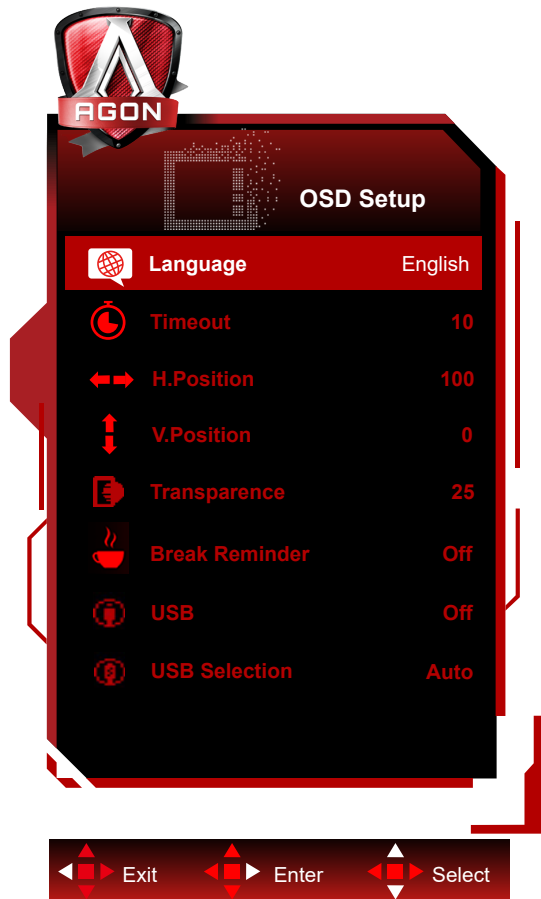 AGON
OSD Setup
Language English
Timeout 10
H.Position 100
V.Position 0
Transparence 25
Break Reminder Off
USB Off
USB Selection Auto
Exit Enter Select